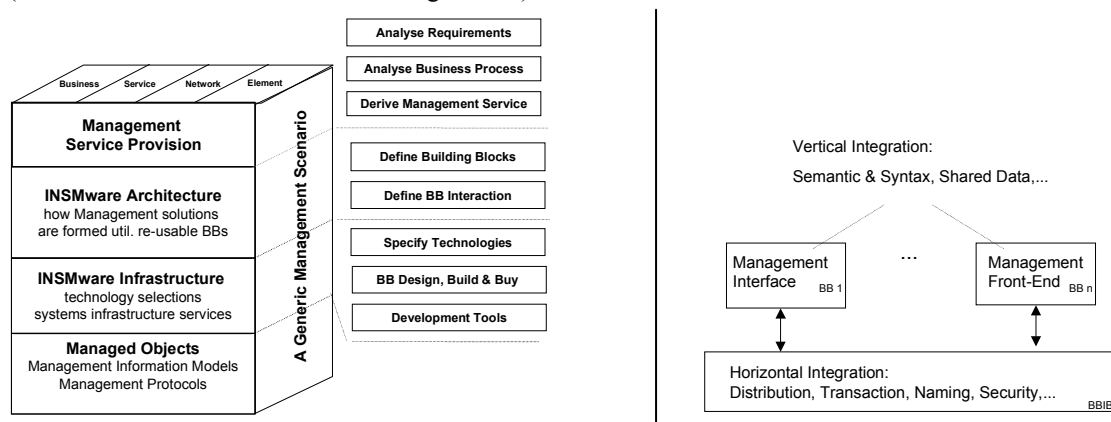 Business Service Network Element
Management
Service Provision
INSMware Architecture
how Management solutions
are formed util. re-usable BBs
INSMware Infrastructure
technology selections
systems infrastructure services
Managed Objects
Management Information Models
Management Protocols
A Generic Management Scenario
Analyse Requirements
Analyse Business Process
Derive Management Service
Define Building Blocks
Define BB Interaction
Specify Technologies
BB Design, Build & Buy
Development Tools
Vertical Integration:
Semantic & Syntax, Shared Data,...
Management
Interface BB 1
...
Management
Front-End BB n
Horizontal Integration:
Distribution, Transaction, Naming, Security,...
BBIB